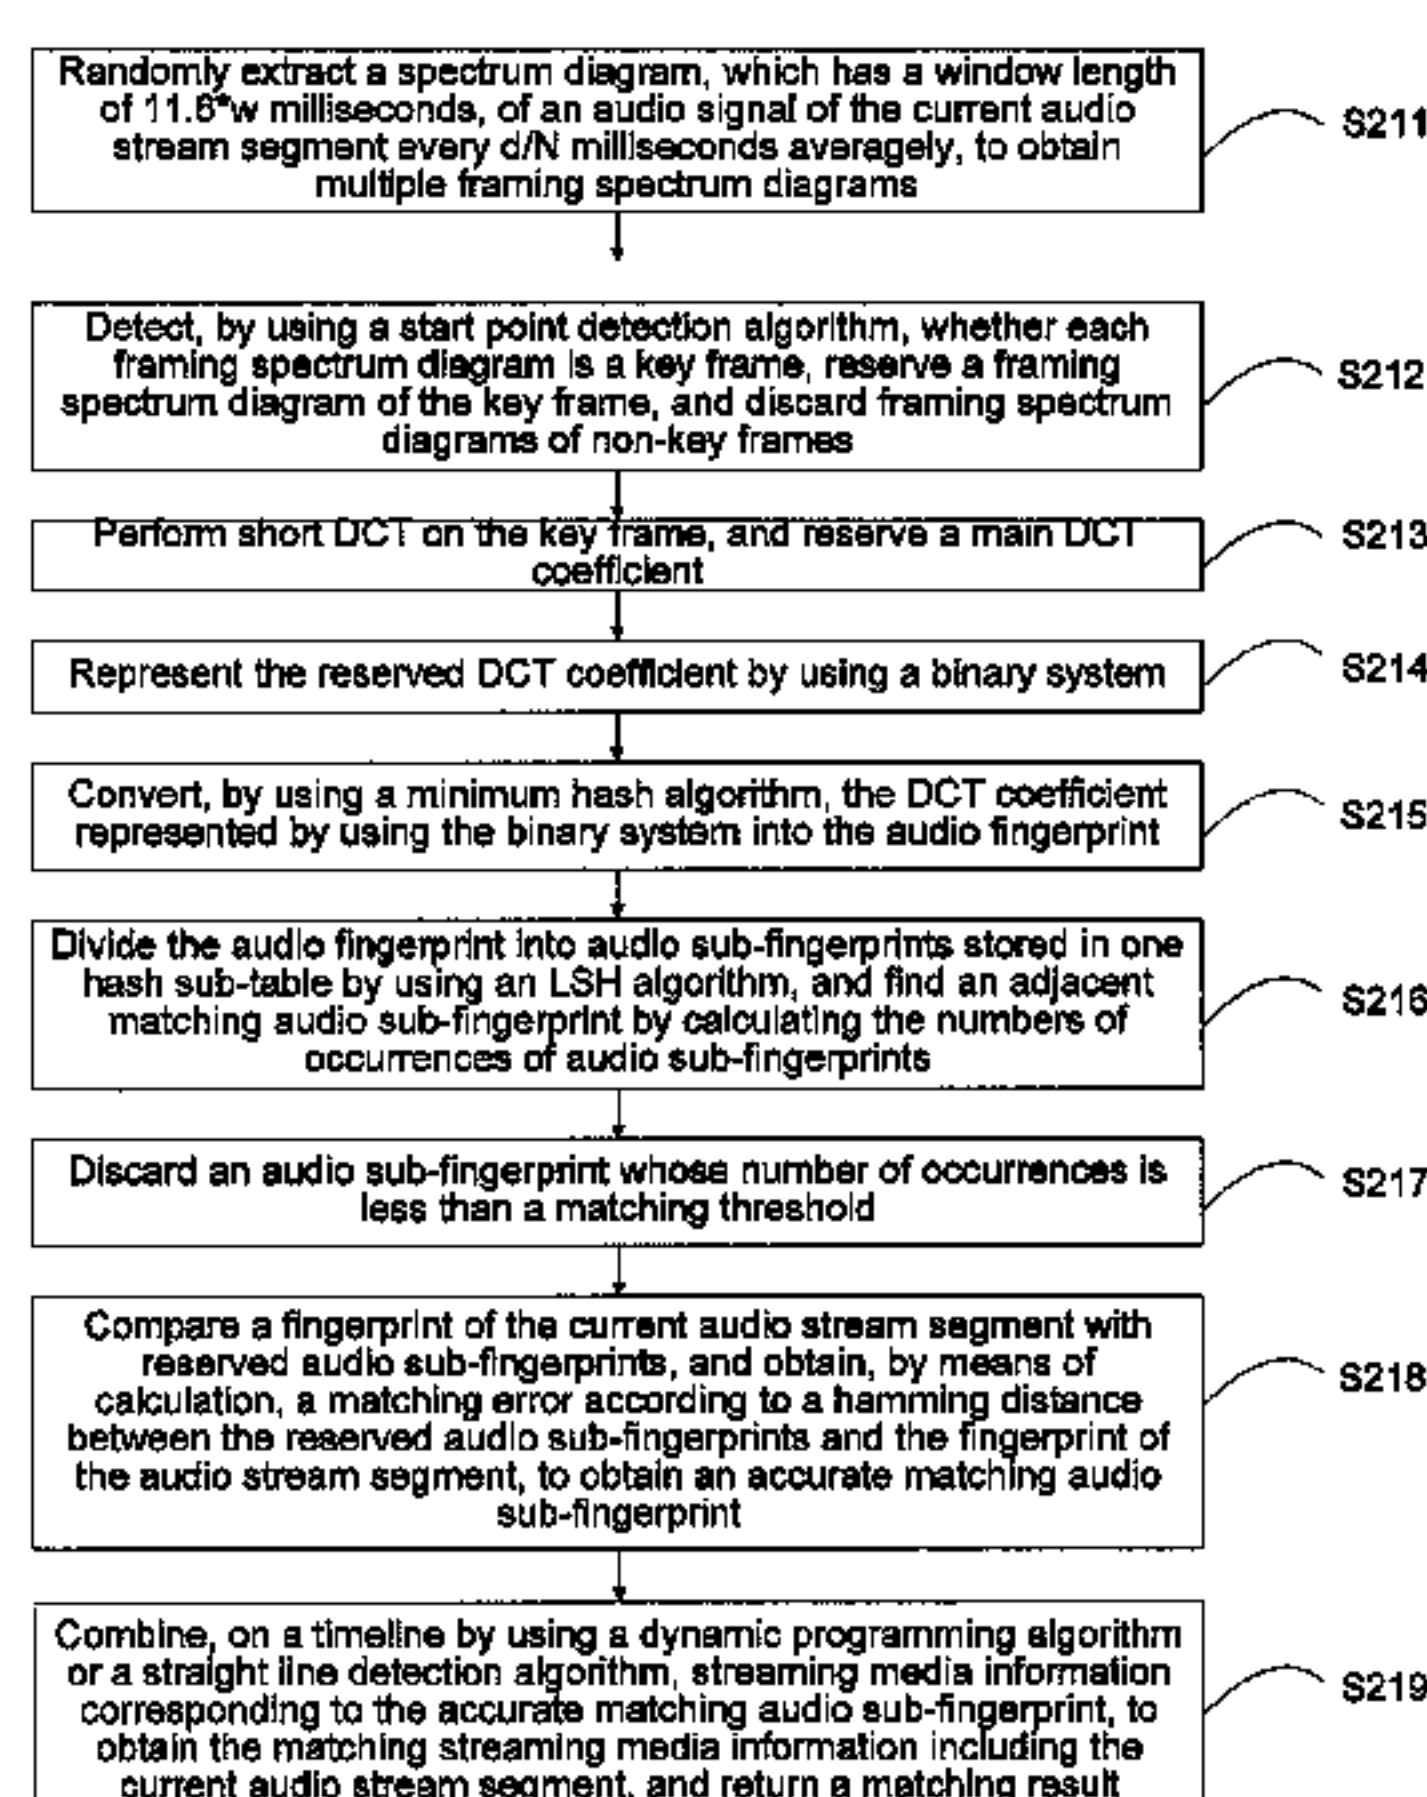 Randomly extract a spectrum diagram, which has a window length
of 11.6*w milliseconds, of an audio signal of the current audio
stream segment every d/N milliseconds averagely, to obtain
multiple framing spectrum diagrams
S211
Detect, by using a start point detection algorithm, whether each
framing spectrum diagram is a key frame, reserve a framing
spectrum diagram of the key frame, and discard framing spectrum
diagrams of non-key frames
S212
Perform short DCT on the key frame, and reserve a main DCT
coefficient
S213
Represent the reserved DCT coefficient by using a binary system
S214
Convert, by using a minimum hash algorithm, the DCT coefficient
represented by using the binary system into the audio fingerprint
S215
Divide the audio fingerprint into audio sub-fingerprints stored in one
hash sub-table by using an LSH algorithm, and find an adjacent
matching audio sub-fingerprint by calculating the numbers of
occurrences of audio sub-fingerprints
S216
Discard an audio sub-fingerprint whose number of occurrences is
less than a matching threshold
S217
Compare a fingerprint of the current audio stream segment with
reserved audio sub-fingerprints, and obtain, by means of
calculation, a matching error according to a hamming distance
between the reserved audio sub-fingerprints and the fingerprint of
the audio stream segment, to obtain an accurate matching audio
sub-fingerprint
S218
Combine, on a timeline by using a dynamic programming algorithm
or a straight line detection algorithm, streaming media information
corresponding to the accurate matching audio sub-fingerprint, to
obtain the matching streaming media information including the
current audio stream segment, and return a matching result
S219